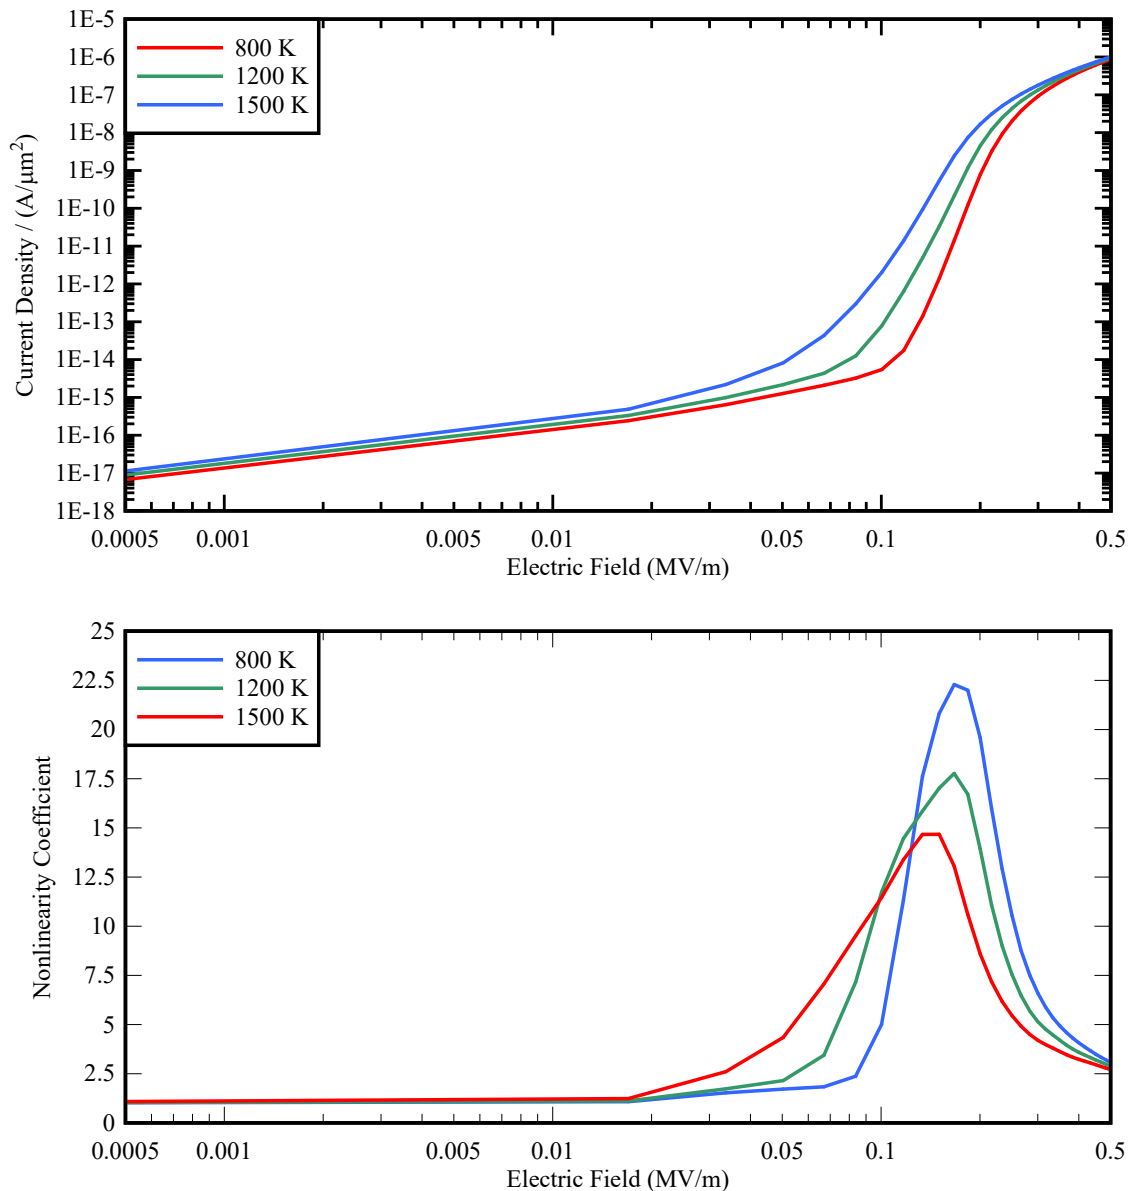 1E-5
1E-6
1E-7
1E-8
1E-9
1E-10
1E-11
1E-12
1E-13
1E-14
1E-15
1E-16
1E-17
1E-18
Current Density / (A/μm²)
800 K
1200 K
1500 K
0.0005 0.001 0.005 0.01 0.05 0.1 0.5
Electric Field (MV/m)
25
22.5
20
17.5
15
12.5
10
7.5
5
2.5
0
Nonlinearity Coefficient
800 K
1200 K
1500 K
0.0005 0.001 0.005 0.01 0.05 0.1 0.5
Electric Field (MV/m)